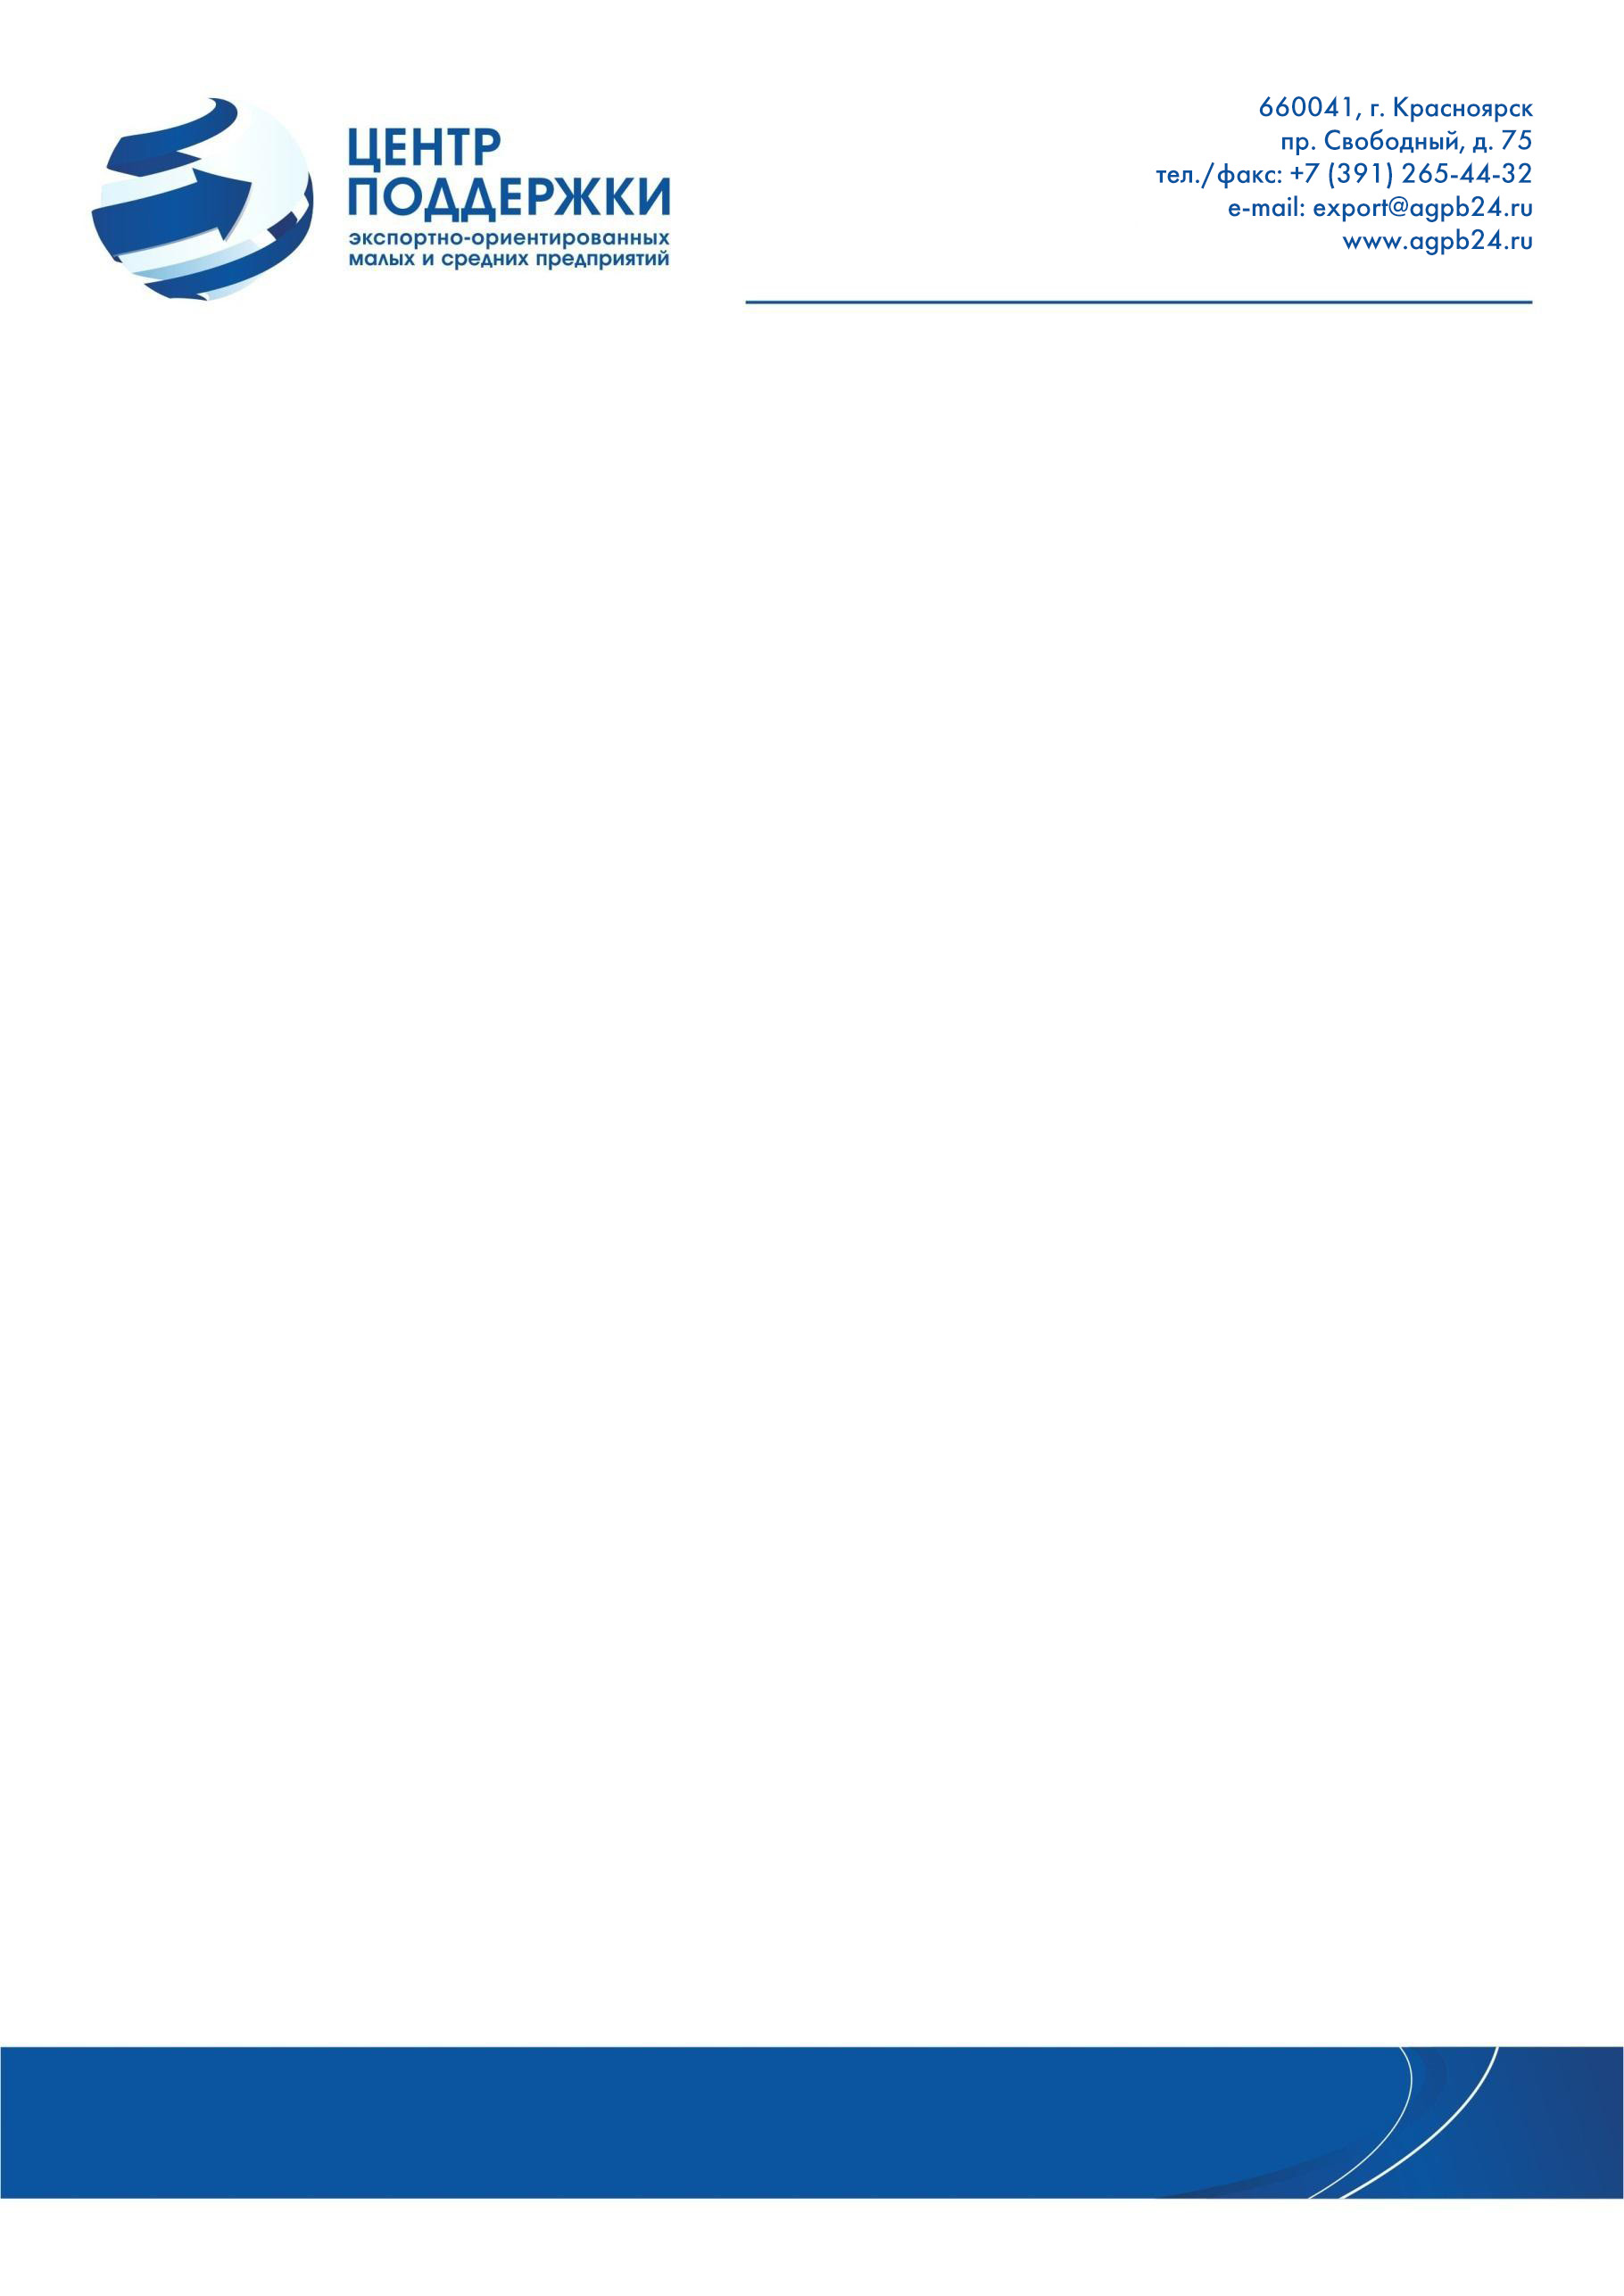 ЦЕНТР
ПОДДЕРЖКИ
экспортно-ориентированных
малых и средних предприятий
660041, г. Красноярск
пр. Свободный, д. 75
тел./факс: +7 (391) 265-44-32
e-mail: export@agpb24.ru
www.agpb24.ru